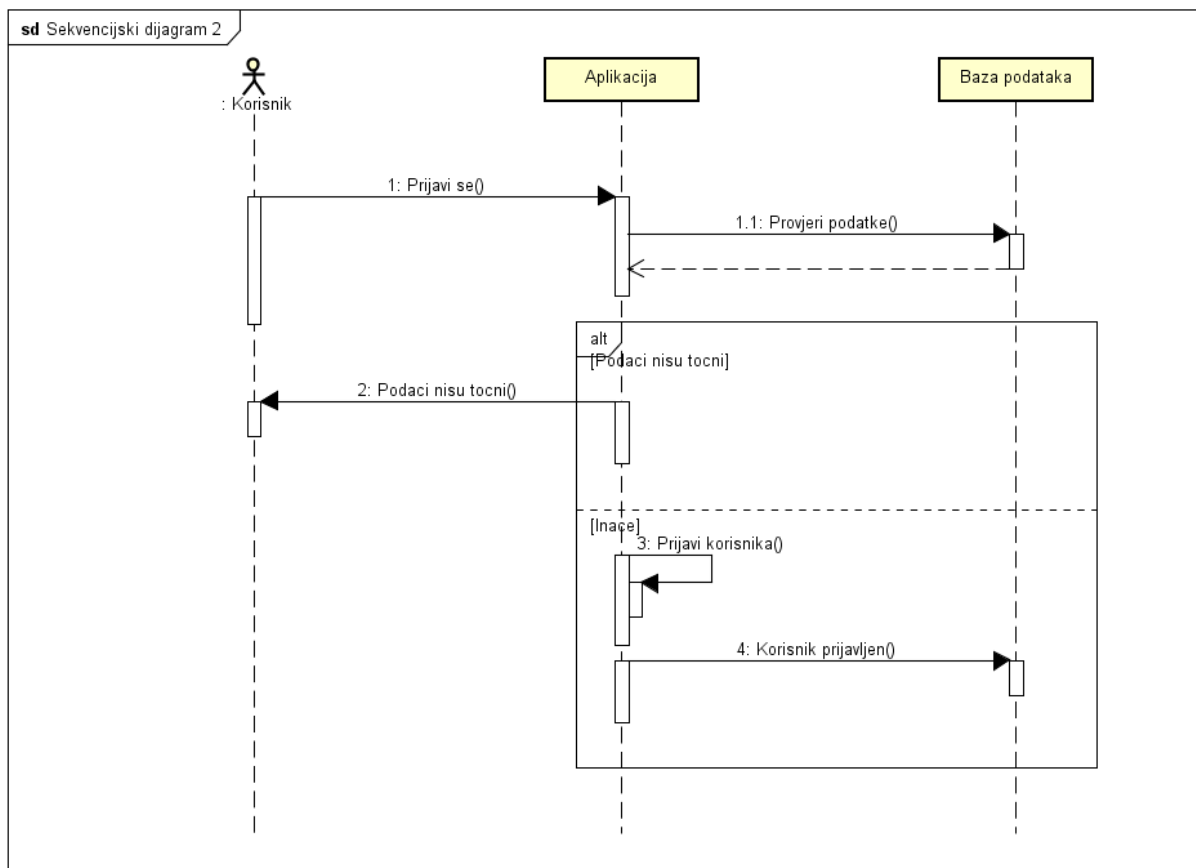 sd Sekvencijski dijagram 2
: Korisnik
Aplikacija
Baza podataka
1: Prijavi se()
1.1: Provjeri podatke()
alt
[Podaci nisu tocni]
2: Podaci nisu tocni()
[Inace]
3: Prijavi korisnika()
4: Korisnik prijavljen()